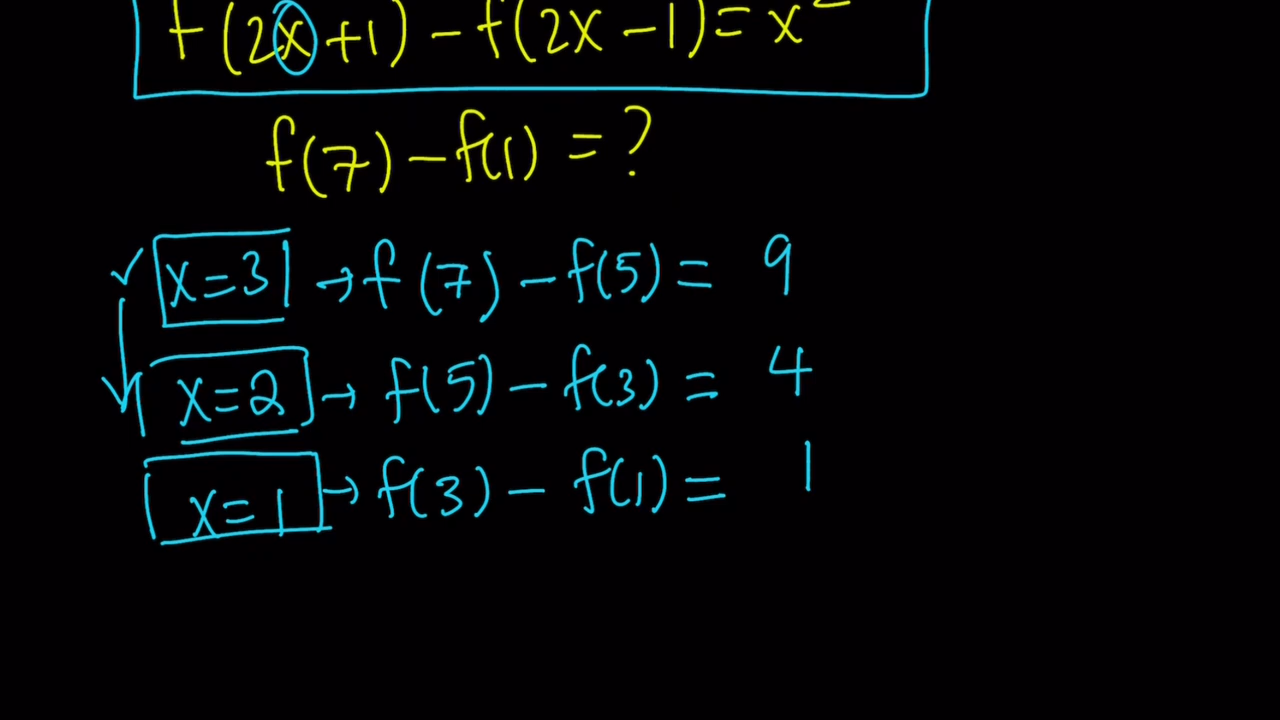 f(2x+1) - f(2x-1) = x²
f(7) - f(1) = ?
✓ x=3 → f(7) - f(5) = 9
x=2 → f(5) - f(3) = 4
x=1 → f(3) - f(1) = 1